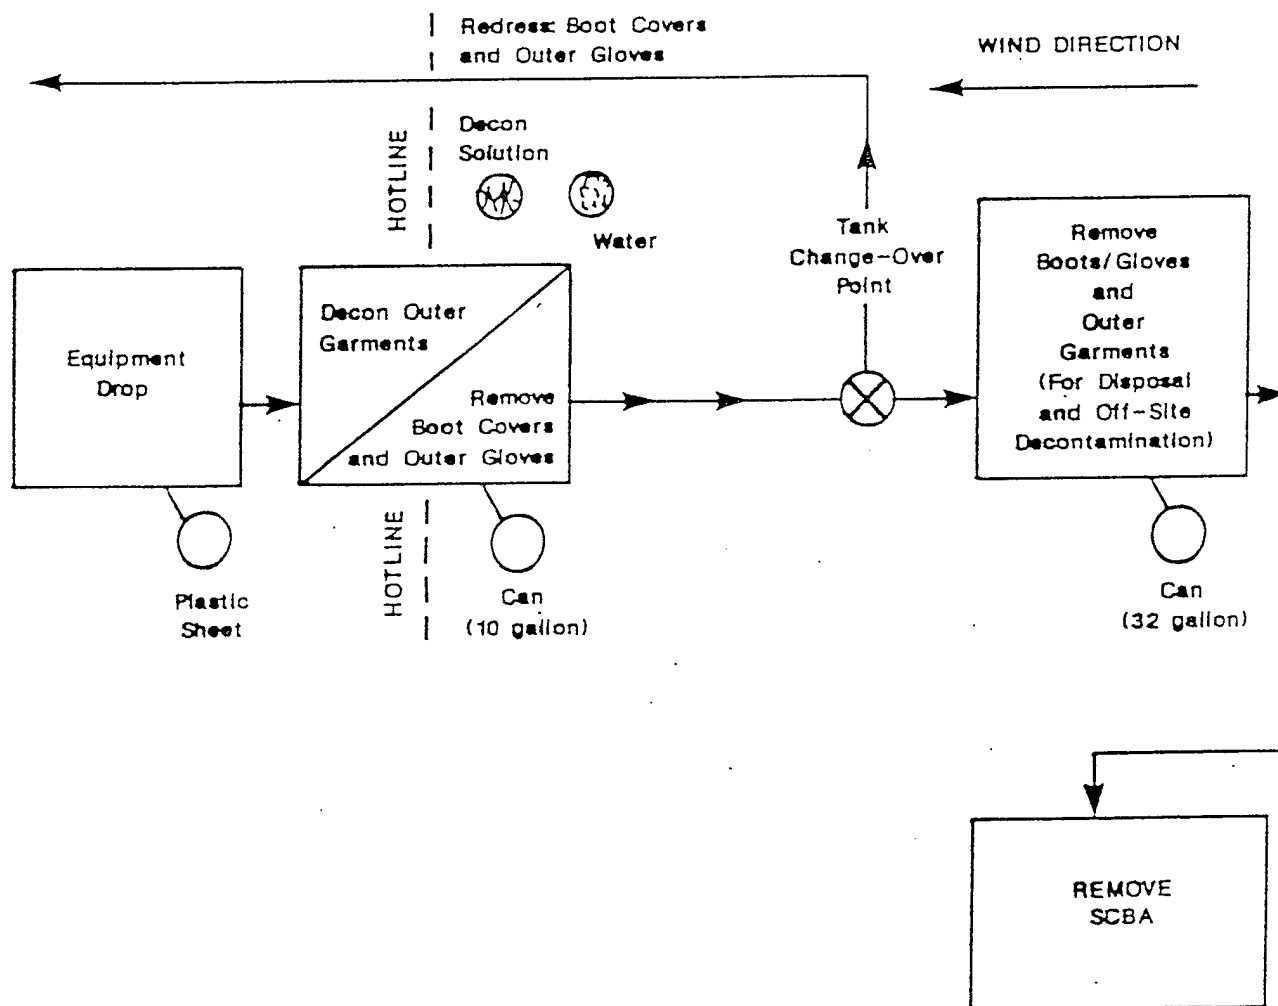 Redress: Boot Covers
and Outer Gloves
WIND DIRECTION
HOTLINE
Decon
Solution
Water
Tank
Change-Over
Point
Remove
Boots/Gloves
and
Outer
Garments
(For Disposal
and Off-Site
Decontamination)
Equipment
Drop
Decon Outer
Garments
Remove
Boot Covers
and Outer Gloves
HOTLINE
Plastic
Sheet
Can
(10 gallon)
Can
(32 gallon)
REMOVE
SCBA